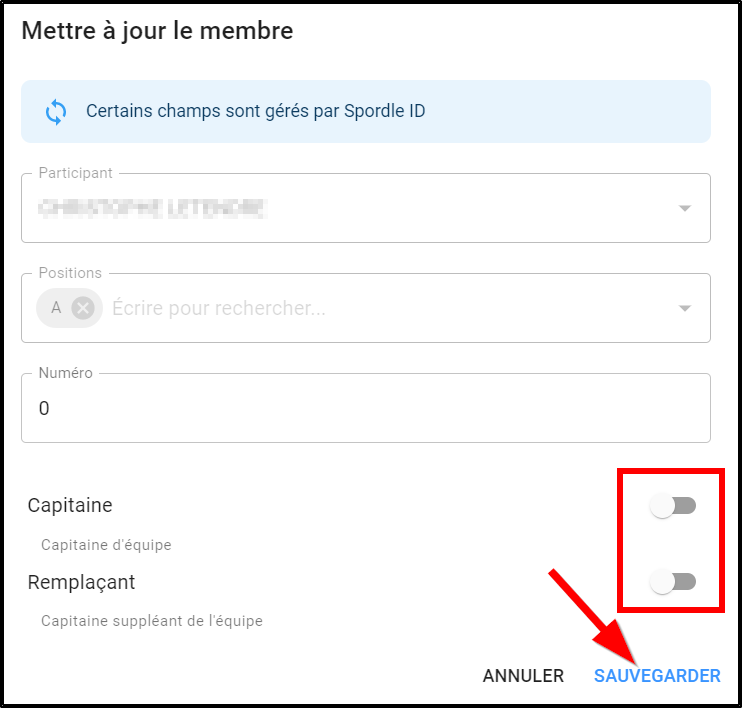 Mettre à jour le membre
Certains champs sont gérés par Spordle ID
Participant
Positions
A Écrire pour rechercher...
Numéro
0
Capitaine
Capitaine d'équipe
Remplaçant
Capitaine suppléant de l'équipe
ANNULER SAUVEGARDER